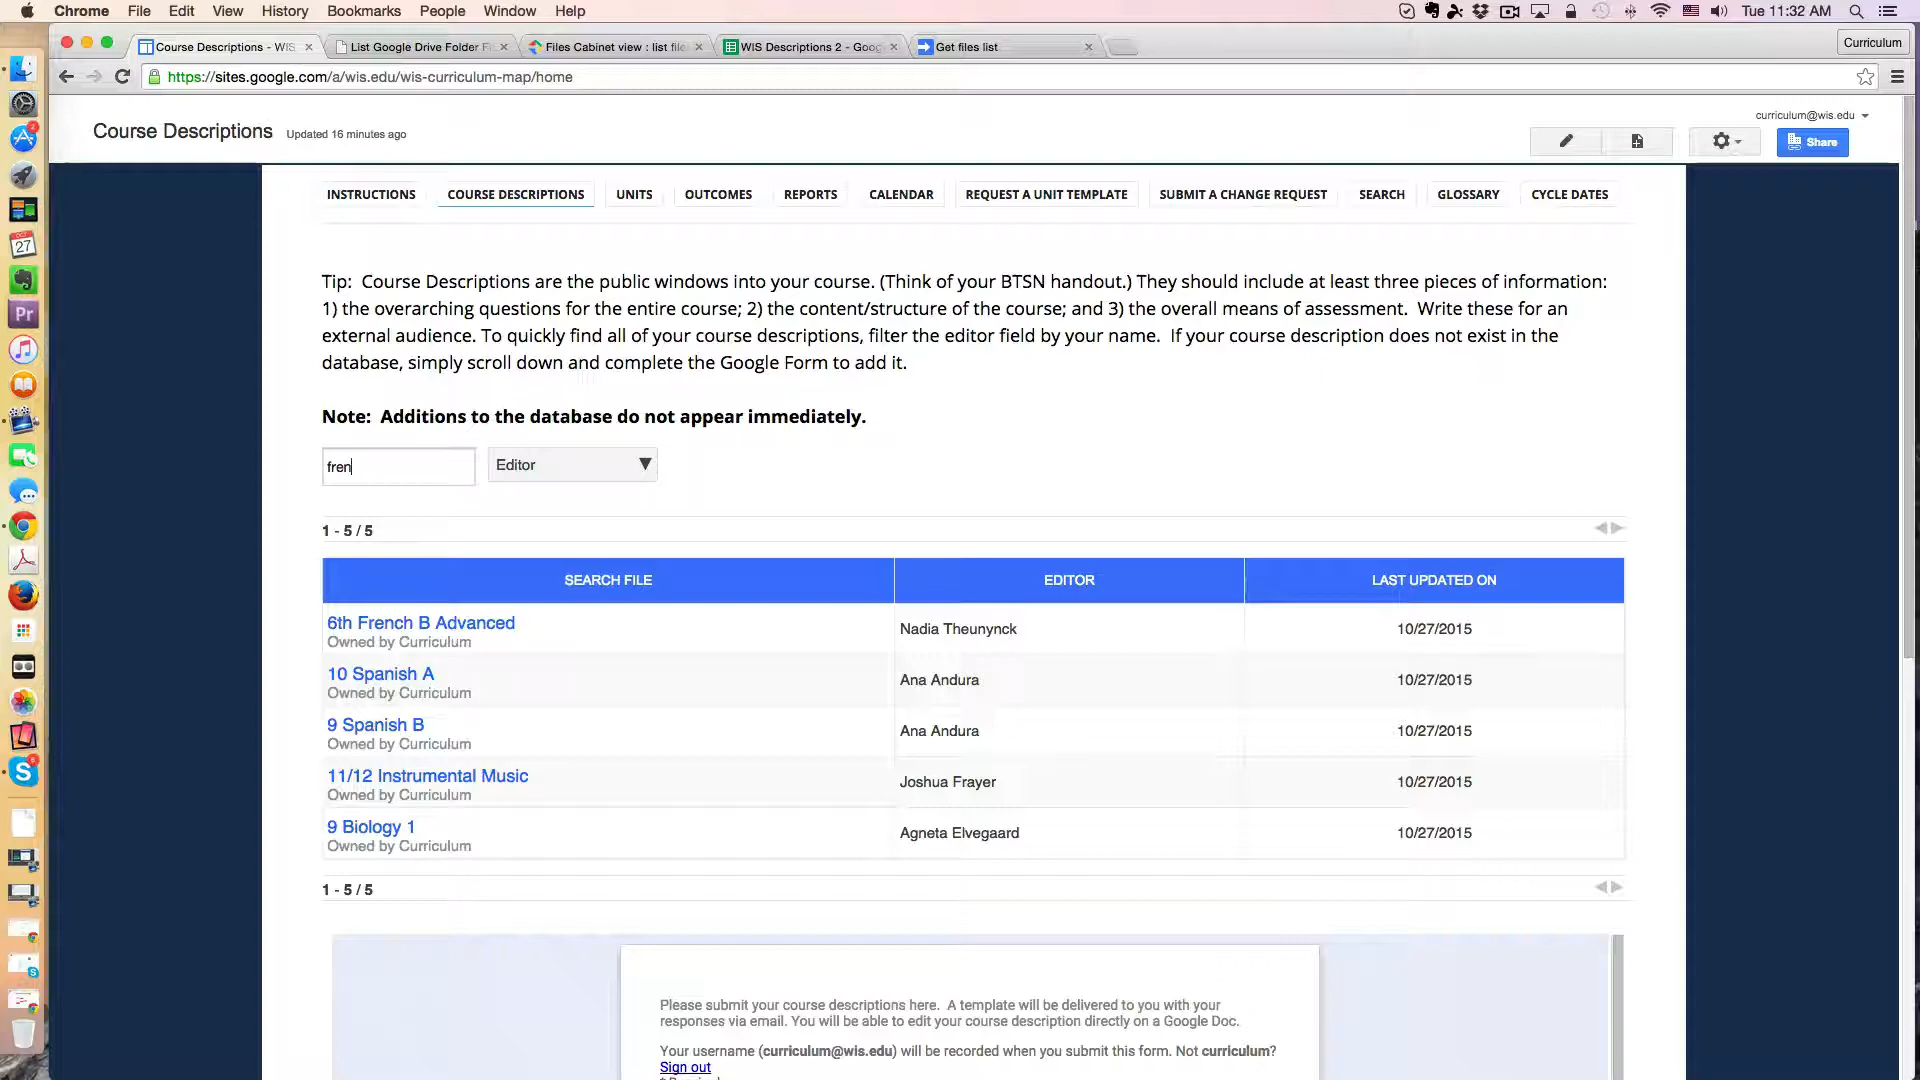 Chrome File Edit View History Bookmarks People Window Help Tue 11:32 AM
Course Descriptions - WIS List Google Drive Folder Fi Files Cabinet view : list file WIS Descriptions 2 - Goog Get files list Curriculum
https://sites.google.com/a/wis.edu/wis-curriculum-map/home
curriculum@wis.edu
Course Descriptions Updated 16 minutes ago Share
INSTRUCTIONS COURSE DESCRIPTIONS UNITS OUTCOMES REPORTS CALENDAR REQUEST A UNIT TEMPLATE SUBMIT A CHANGE REQUEST SEARCH GLOSSARY CYCLE DATES
Tip: Course Descriptions are the public windows into your course. (Think of your BTSN handout.) They should include at least three pieces of information:
1) the overarching questions for the entire course; 2) the content/structure of the course; and 3) the overall means of assessment. Write these for an
external audience. To quickly find all of your course descriptions, filter the editor field by your name. If your course description does not exist in the
database, simply scroll down and complete the Google Form to add it.
Note: Additions to the database do not appear immediately.
fren Editor
1 - 5 / 5
SEARCH FILE EDITOR LAST UPDATED ON
6th French B Advanced
Owned by Curriculum
Nadia Theunynck 10/27/2015
10 Spanish A
Owned by Curriculum
Ana Andura 10/27/2015
9 Spanish B
Owned by Curriculum
Ana Andura 10/27/2015
11/12 Instrumental Music
Owned by Curriculum
Joshua Frayer 10/27/2015
9 Biology 1
Owned by Curriculum
Agneta Elvegaard 10/27/2015
1 - 5 / 5
Please submit your course descriptions here. A template will be delivered to you with your
responses via email. You will be able to edit your course description directly on a Google Doc.
Your username (curriculum@wis.edu) will be recorded when you submit this form. Not curriculum?
Sign out
27
Pr